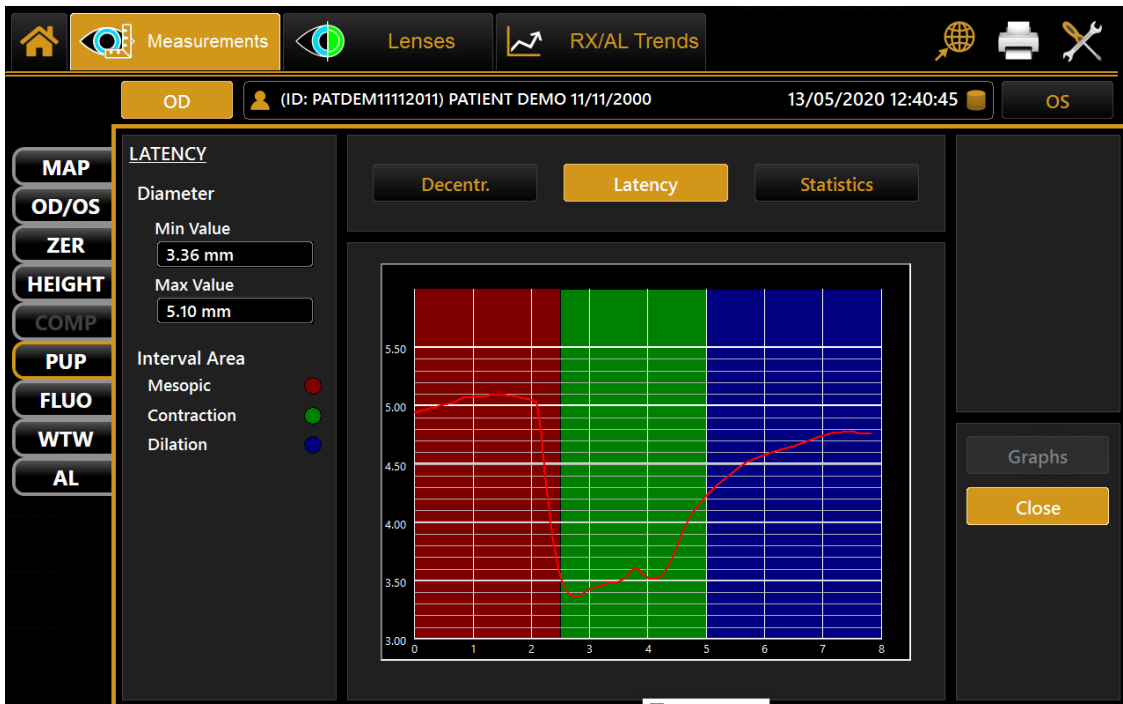 Measurements
Lenses
RX/AL Trends
OD
(ID: PATDEM11112011) PATIENT DEMO 11/11/2000
13/05/2020 12:40:45
OS
MAP
OD/OS
ZER
HEIGHT
COMP
PUP
FLUO
WTW
AL
LATENCY
Diameter
Min Value
3.36 mm
Max Value
5.10 mm
Interval Area
Mesopic
Contraction
Dilation
Decentr.
Latency
Statistics
5.50
5.00
4.50
4.00
3.50
3.00
0 1 2 3 4 5 6 7 8
Graphs
Close